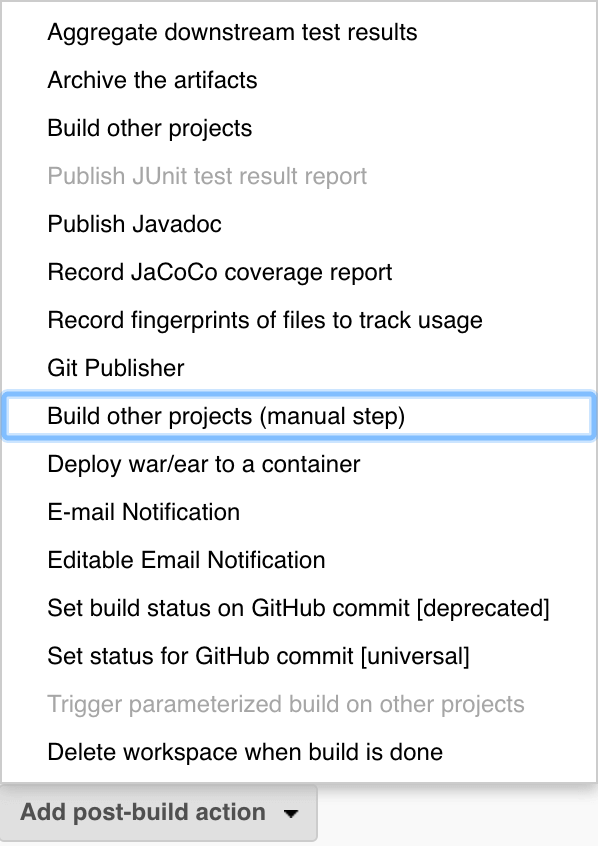 Aggregate downstream test results
Archive the artifacts
Build other projects
Publish JUnit test result report
Publish Javadoc
Record JaCoCo coverage report
Record fingerprints of files to track usage
Git Publisher
Build other projects (manual step)
Deploy war/ear to a container
E-mail Notification
Editable Email Notification
Set build status on GitHub commit [deprecated]
Set status for GitHub commit [universal]
Trigger parameterized build on other projects
Delete workspace when build is done
Add post-build action